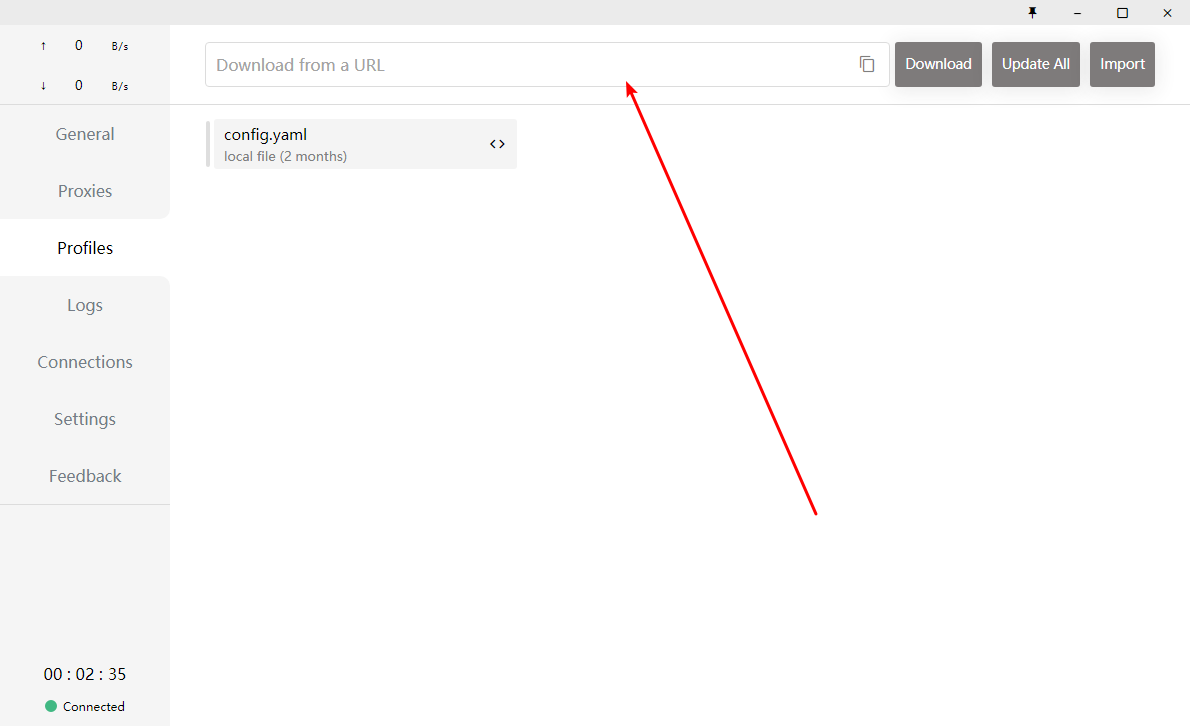 ↑ 0 B/s
↓ 0 B/s
General
Proxies
Profiles
Logs
Connections
Settings
Feedback
00 : 02 : 35
Connected
Download from a URL
Download
Update All
Import
config.yaml
local file (2 months)